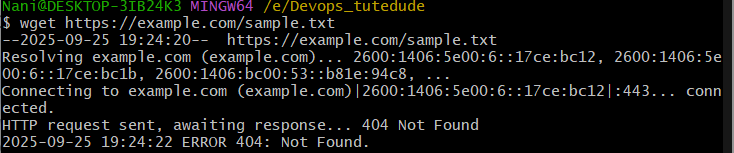 Nani@DESKTOP-3IB24K3 MINGW64 /e/Devops_tutedude
$ wget https://example.com/sample.txt
--2025-09-25 19:24:20--  https://example.com/sample.txt
Resolving example.com (example.com)... 2600:1406:5e00:6::17ce:bc12, 2600:1406:5e
00:6::17ce:bc1b, 2600:1406:bc00:53::b81e:94c8, ...
Connecting to example.com (example.com)|2600:1406:5e00:6::17ce:bc12|:443... conn
ected.
HTTP request sent, awaiting response... 404 Not Found
2025-09-25 19:24:22 ERROR 404: Not Found.